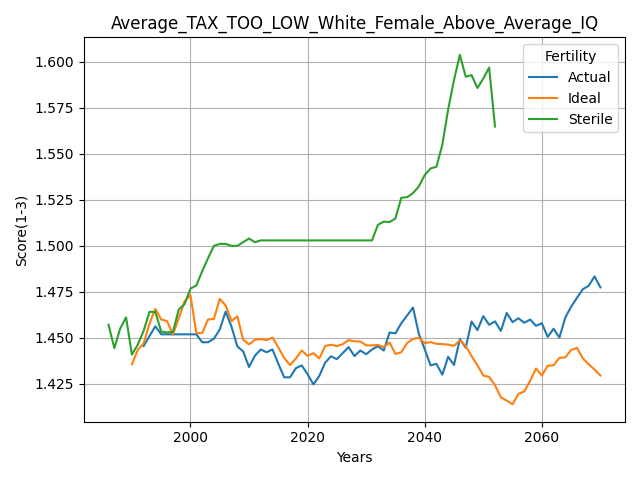 Average_TAX_TOO_LOW_White_Female_Above_Average_IQ
Fertility
Actual
Ideal
Sterile
Score(1-3)
1.600
1.575
1.550
1.525
1.500
1.475
1.450
1.425
2000
2020
2040
2060
Years